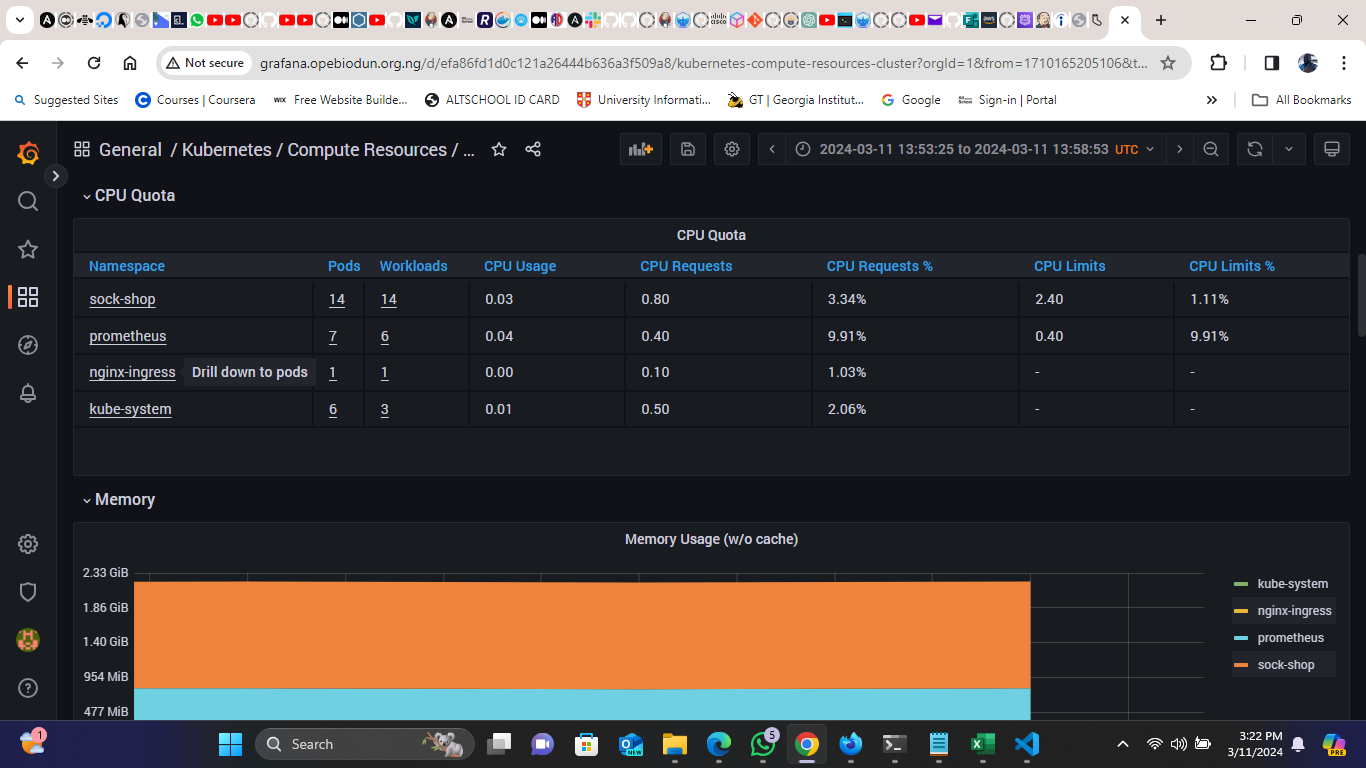 Not secure
grafana.opebiodun.org.ng/d/efa86fd1d0c121a26444b636a3f509a8/kubernetes-compute-resources-cluster?orgId=1&from=1710165205106&t...
Suggested Sites
Courses | Coursera
WIX Free Website Builde...
ALTSCHOOL ID CARD
University Informati...
GT | Georgia Institut...
Google
Sign-in | Portal
All Bookmarks
General / Kubernetes / Compute Resources / ...
2024-03-11 13:53:25 to 2024-03-11 13:58:53 UTC
CPU Quota
CPU Quota
Namespace Pods Workloads CPU Usage CPU Requests CPU Requests % CPU Limits CPU Limits %
sock-shop 14 14 0.03 0.80 3.34% 2.40 1.11%
prometheus 7 6 0.04 0.40 9.91% 0.40 9.91%
nginx-ingress Drill down to pods 1 1 0.00 0.10 1.03% - -
kube-system 6 3 0.01 0.50 2.06% - -
Memory
Memory Usage (w/o cache)
2.33 GiB
1.86 GiB
1.40 GiB
954 MiB
477 MiB
kube-system
nginx-ingress
prometheus
sock-shop
1
Search
NEW
5
3:22 PM
3/11/2024
PRE